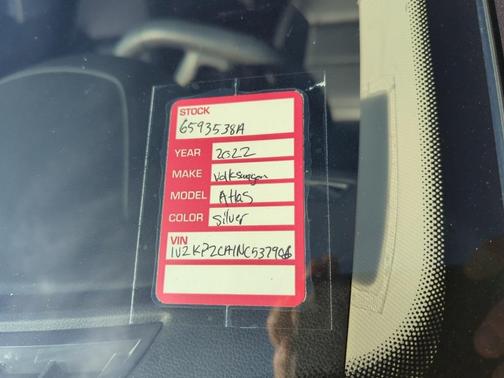 STOCK
6593538A
YEAR 2022
MAKE Volkswagen
MODEL Atlas
COLOR Silver
VIN